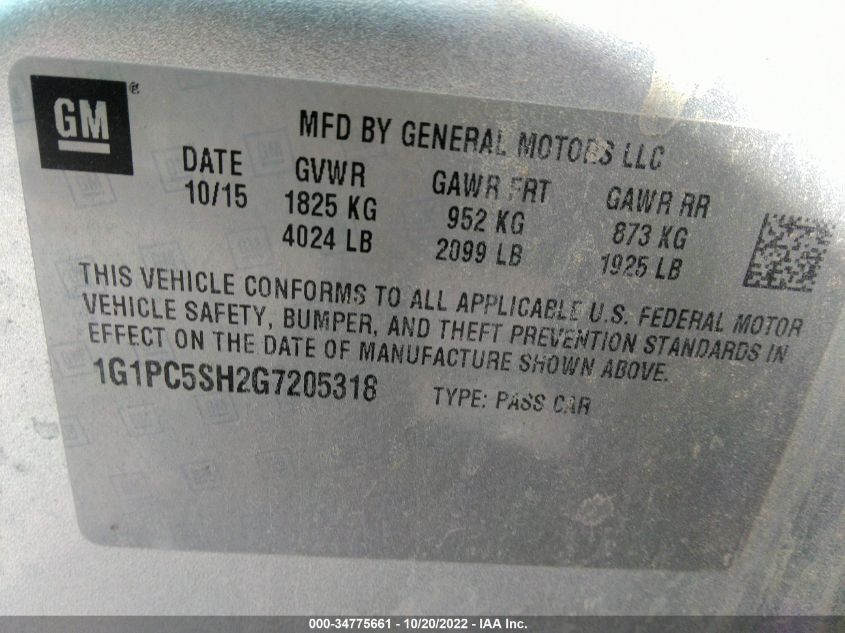 GM®
MFD BY GENERAL MOTORS LLC
DATE GVWR GAWR FRT GAWR RR
10/15 1825 KG 952 KG 873 KG
4024 LB 2099 LB 1925 LB
THIS VEHICLE CONFORMS TO ALL APPLICABLE U.S. FEDERAL MOTOR
VEHICLE SAFETY, BUMPER, AND THEFT PREVENTION STANDARDS IN
EFFECT ON THE DATE OF MANUFACTURE SHOWN ABOVE.
1G1PC5SH2G7205318 TYPE: PASS CAR
000-34775661 - 10/20/2022 - IAA Inc.